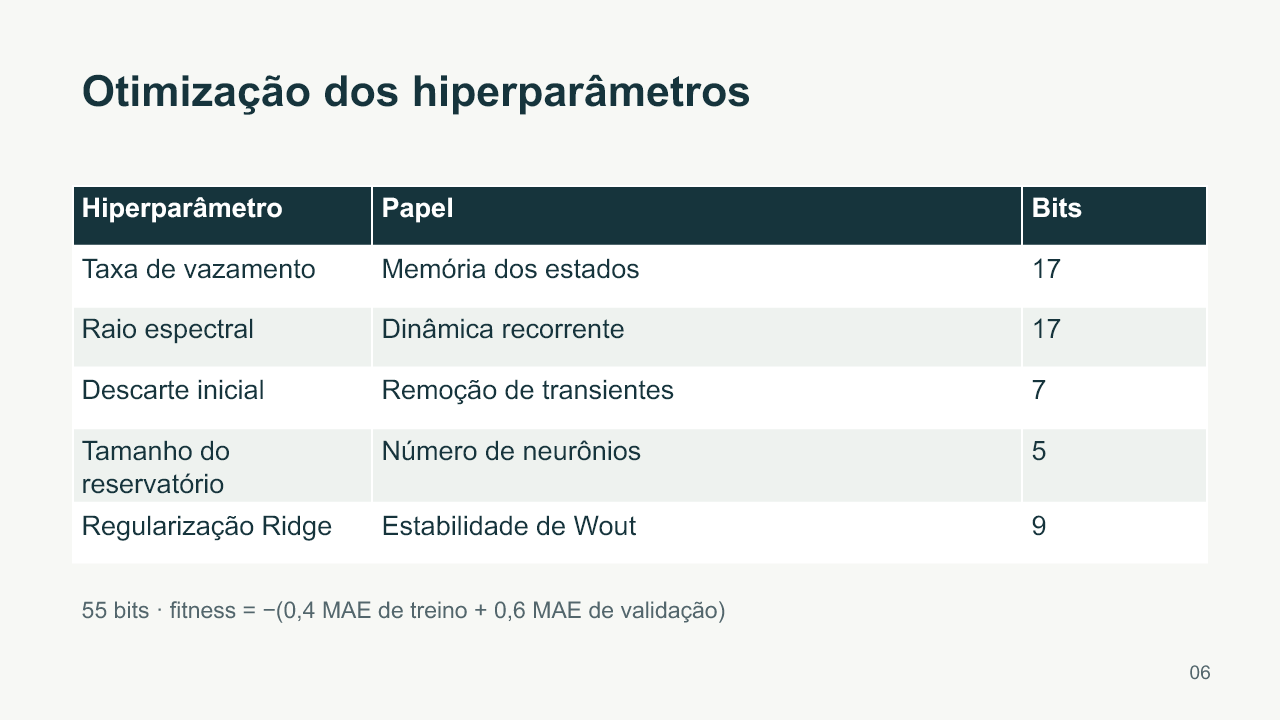 Otimização dos hiperparâmetros
Hiperparâmetro Papel Bits
Taxa de vazamento Memória dos estados 17
Raio espectral Dinâmica recorrente 17
Descarte inicial Remoção de transientes 7
Tamanho do Número de neurônios 5
reservatório
Regularização Ridge Estabilidade de Wout 9
55 bits · fitness = −(0,4 MAE de treino + 0,6 MAE de validação)
06